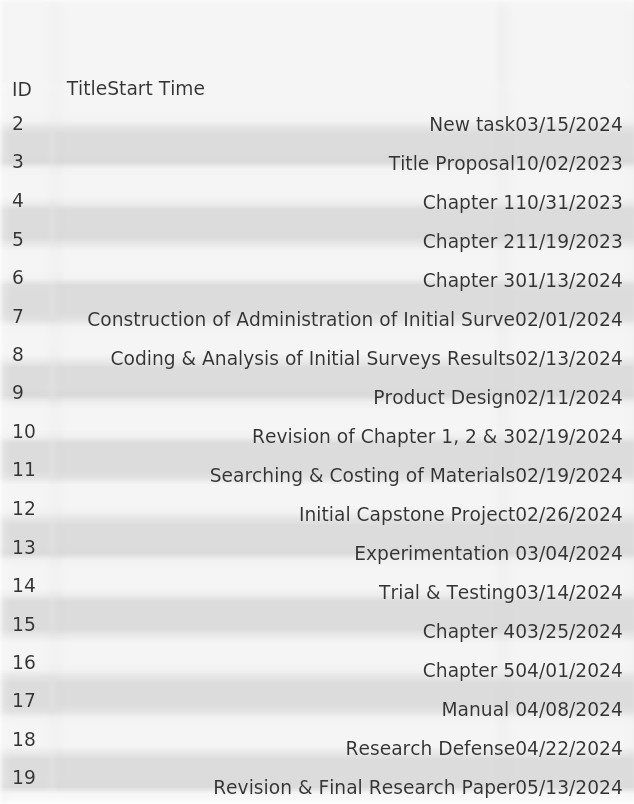 ID TitleStart Time
2 New task03/15/2024
3 Title Proposal10/02/2023
4 Chapter 110/31/2023
5 Chapter 211/19/2023
6 Chapter 301/13/2024
7 Construction of Administration of Initial Surve02/01/2024
8 Coding & Analysis of Initial Surveys Results02/13/2024
9 Product Design02/11/2024
10 Revision of Chapter 1, 2 & 302/19/2024
11 Searching & Costing of Materials02/19/2024
12 Initial Capstone Project02/26/2024
13 Experimentation 03/04/2024
14 Trial & Testing03/14/2024
15 Chapter 403/25/2024
16 Chapter 504/01/2024
17 Manual 04/08/2024
18 Research Defense04/22/2024
19 Revision & Final Research Paper05/13/2024